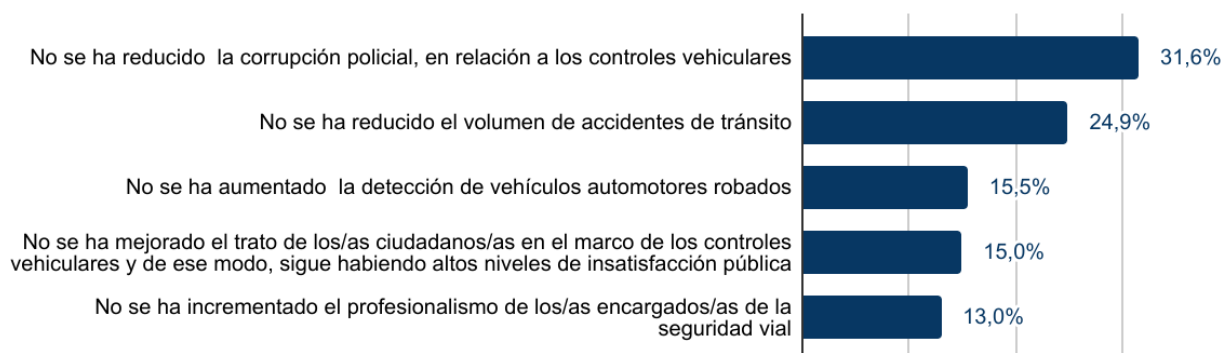 No se ha reducido  la corrupción policial, en relación a los controles vehiculares
31,6%
No se ha reducido el volumen de accidentes de tránsito
24,9%
No se ha aumentado  la detección de vehículos automotores robados
15,5%
No se ha mejorado el trato de los/as ciudadanos/as en el marco de los controles
vehiculares y de ese modo, sigue habiendo altos niveles de insatisfacción pública
15,0%
No se ha incrementado el profesionalismo de los/as encargados/as de la
seguridad vial
13,0%